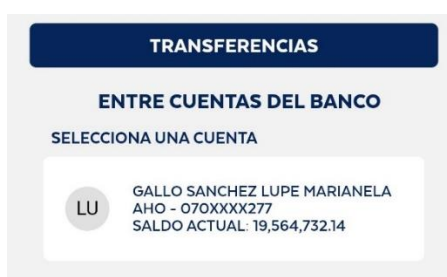 TRANSFERENCIAS
ENTRE CUENTAS DEL BANCO
SELECCIONA UNA CUENTA
LU
GALLO SANCHEZ LUPE MARIANELA
AHO - 070XXXX277
SALDO ACTUAL: 19,564,732.14